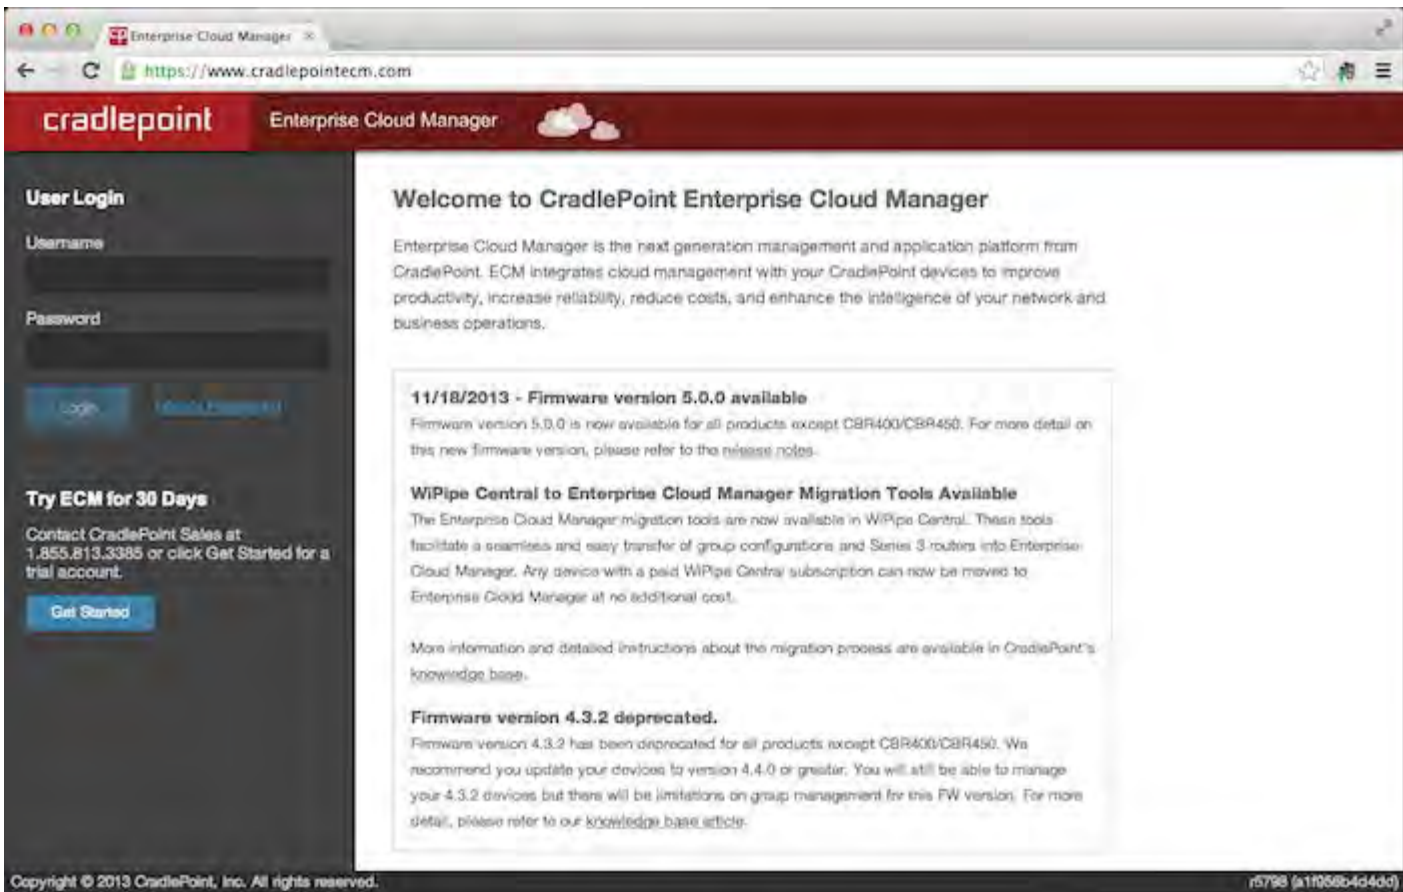 Enterprise Cloud Manager
https://www.cradlepointecm.com
cradlepoint
Enterprise Cloud Manager
User Login
Username
Password
Login
Try ECM for 30 Days
Contact CradlePoint Sales at
1.855.813.3385 or click Get Started for a
trial account.
Get Started
Welcome to CradlePoint Enterprise Cloud Manager
Enterprise Cloud Manager is the next generation management and application platform from
CradlePoint. ECM integrates cloud management with your CradlePoint devices to improve
productivity, increase reliability, reduce costs, and enhance the intelligence of your network and
business operations.
11/18/2013 - Firmware version 5.0.0 available
Firmware version 5.0.0 is now available for all products except CBR400/CBR450. For more detail on
this new firmware version, please refer to the release notes.
WiPipe Central to Enterprise Cloud Manager Migration Tools Available
The Enterprise Cloud Manager migration tools are now available in WiPipe Central. These tools
facilitate a seamless and easy transfer of group configurations and Series 3 routers into Enterprise
Cloud Manager. Any device with a paid WiPipe Central subscription can now be moved to
Enterprise Cloud Manager at no additional cost.
More information and detailed instructions about the migration process are available in CradlePoint's
knowledge base.
Firmware version 4.3.2 deprecated.
Firmware version 4.3.2 has been deprecated for all products except CBR400/CBR450. We
recommend you update your devices to version 4.4.0 or greater. You will still be able to manage
your 4.3.2 devices but there will be limitations on group management for this FW version. For more
detail, please refer to our knowledge base article.
Copyright © 2013 CradlePoint, Inc. All rights reserved.
r5798 (a1f956b4d4dd)